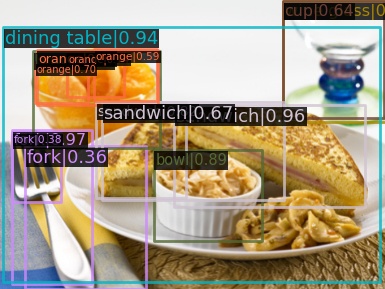 cup|0.64
dining table|0.94
oran
orange|0.59
orange|0.70
sandwich|0.67
ich|0.96
fork|0.38
.97
fork|0.36
bowl|0.89